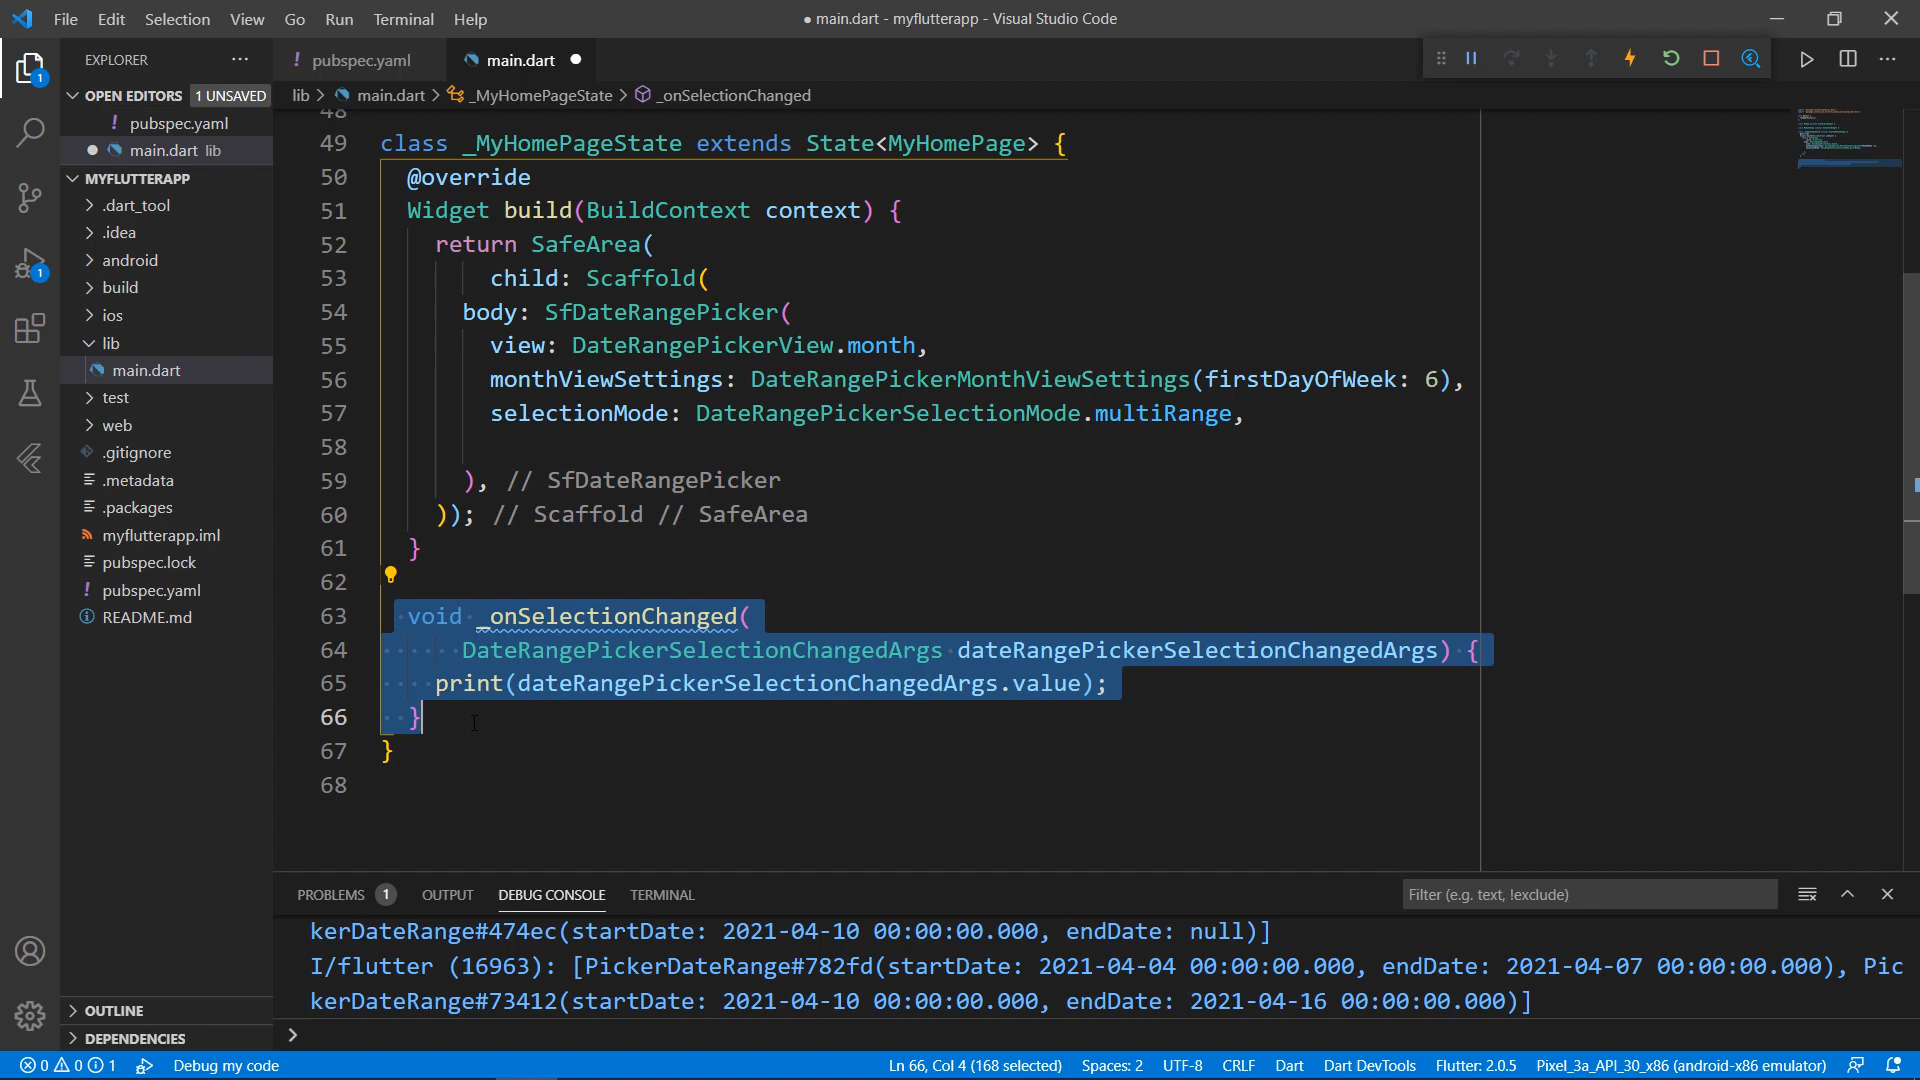 File Edit Selection View Go Run Terminal Help
● main.dart - myflutterapp - Visual Studio Code
EXPLORER
! pubspec.yaml
main.dart
OPEN EDITORS 1 UNSAVED
! pubspec.yaml
main.dart lib
MYFLUTTERAPP
.dart_tool
.idea
android
build
ios
lib
main.dart
test
web
.gitignore
.metadata
.packages
myflutterapp.iml
pubspec.lock
! pubspec.yaml
README.md
OUTLINE
DEPENDENCIES
lib > main.dart > _MyHomePageState > _onSelectionChanged
48
49 class _MyHomePageState extends State<MyHomePage> {
50 @override
51 Widget build(BuildContext context) {
52 return SafeArea(
53 child: Scaffold(
54 body: SfDateRangePicker(
55 view: DateRangePickerView.month,
56 monthViewSettings: DateRangePickerMonthViewSettings(firstDayOfWeek: 6),
57 selectionMode: DateRangePickerSelectionMode.multiRange,
58
59 ), // SfDateRangePicker
60 )); // Scaffold // SafeArea
61 }
62
63 void _onSelectionChanged(
64 DateRangePickerSelectionChangedArgs dateRangePickerSelectionChangedArgs) {
65 print(dateRangePickerSelectionChangedArgs.value);
66 }
67 }
68
PROBLEMS 1 OUTPUT DEBUG CONSOLE TERMINAL Filter (e.g. text, !exclude)
kerDateRange#474ec(startDate: 2021-04-10 00:00:00.000, endDate: null)]
I/flutter (16963): [PickerDateRange#782fd(startDate: 2021-04-04 00:00:00.000, endDate: 2021-04-07 00:00:00.000), Pic
kerDateRange#73412(startDate: 2021-04-10 00:00:00.000, endDate: 2021-04-16 00:00:00.000)]
>
0 0 1 Debug my code Ln 66, Col 4 (168 selected) Spaces: 2 UTF-8 CRLF Dart Dart DevTools Flutter: 2.0.5 Pixel_3a_API_30_x86 (android-x86 emulator)